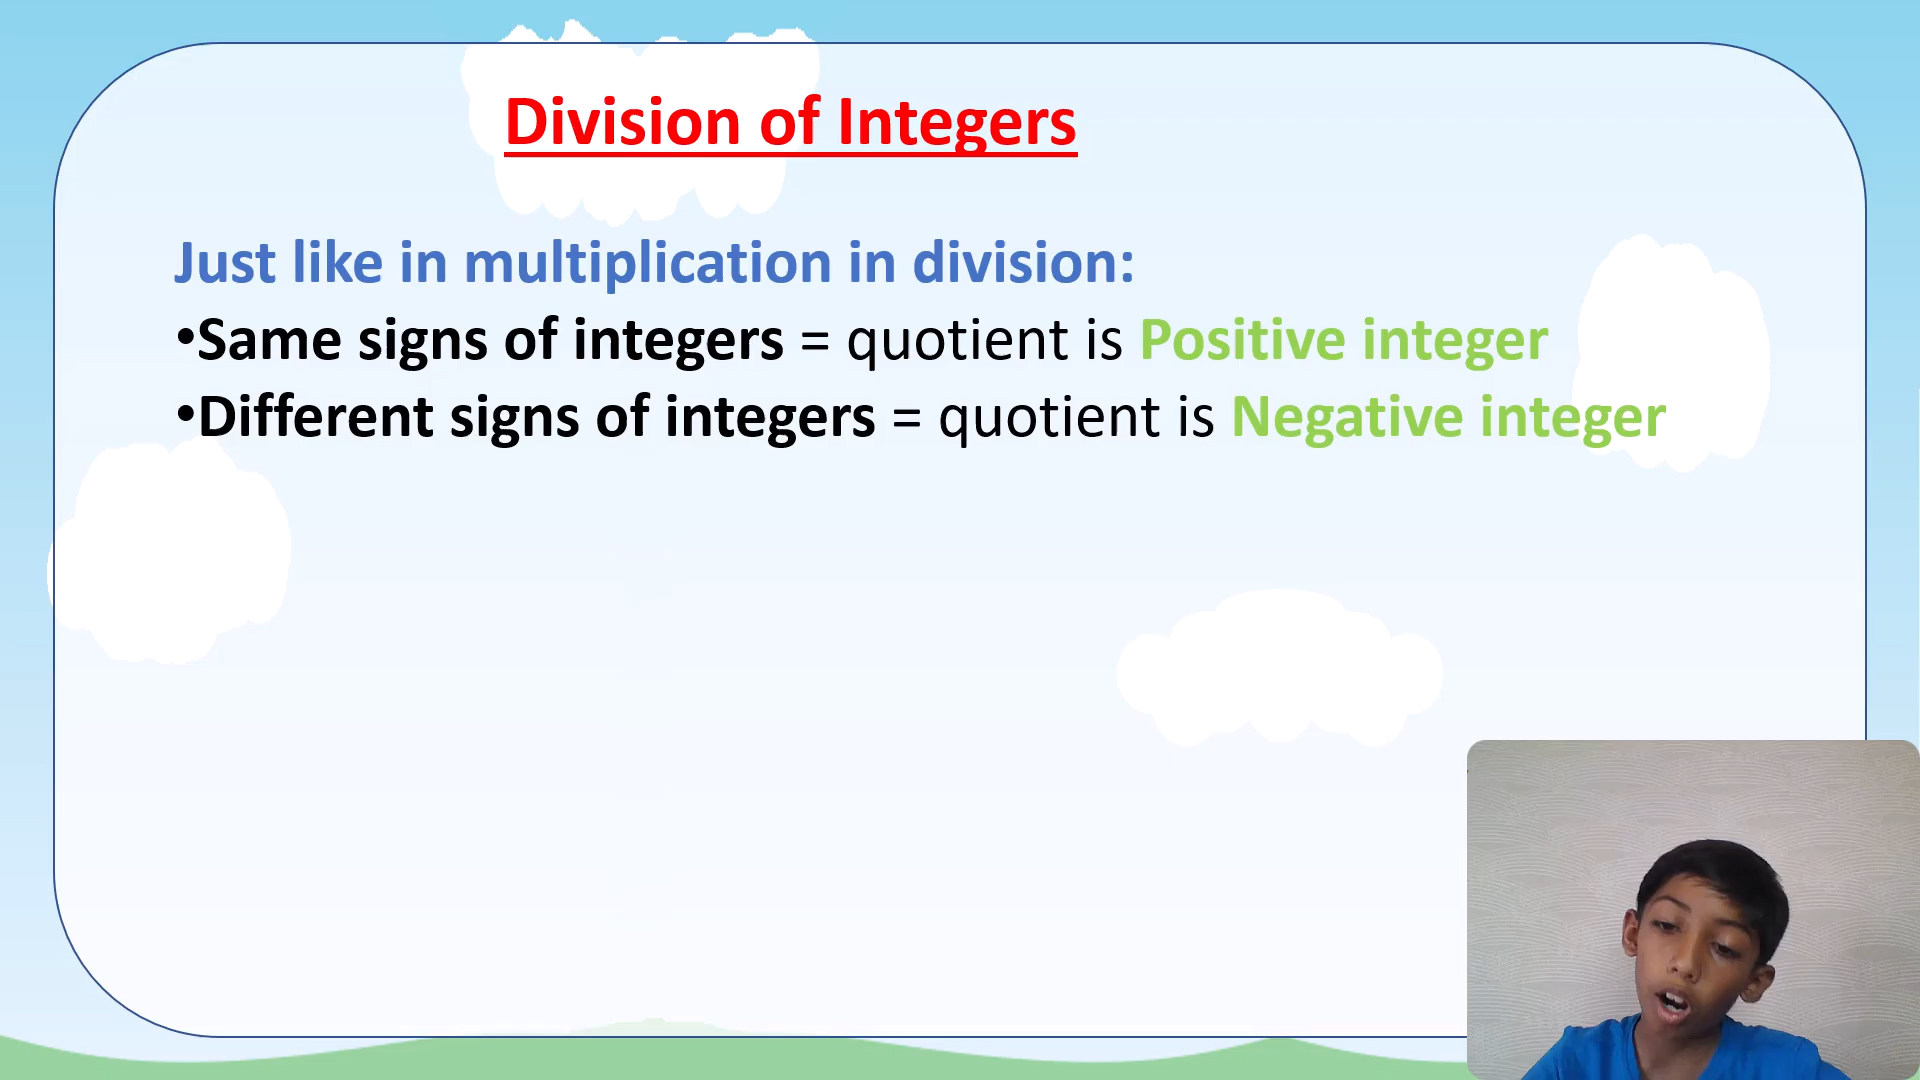 Division of Integers
Just like in multiplication in division:
•Same signs of integers = quotient is Positive integer
•Different signs of integers = quotient is Negative integer